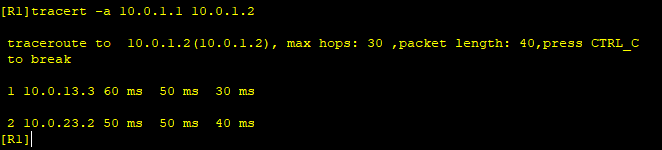 [R1]tracert -a 10.0.1.1 10.0.1.2
traceroute to  10.0.1.2(10.0.1.2), max hops: 30 ,packet length: 40,press CTRL_C
to break
1 10.0.13.3 60 ms  50 ms  30 ms
2 10.0.23.2 50 ms  50 ms  40 ms
[R1]